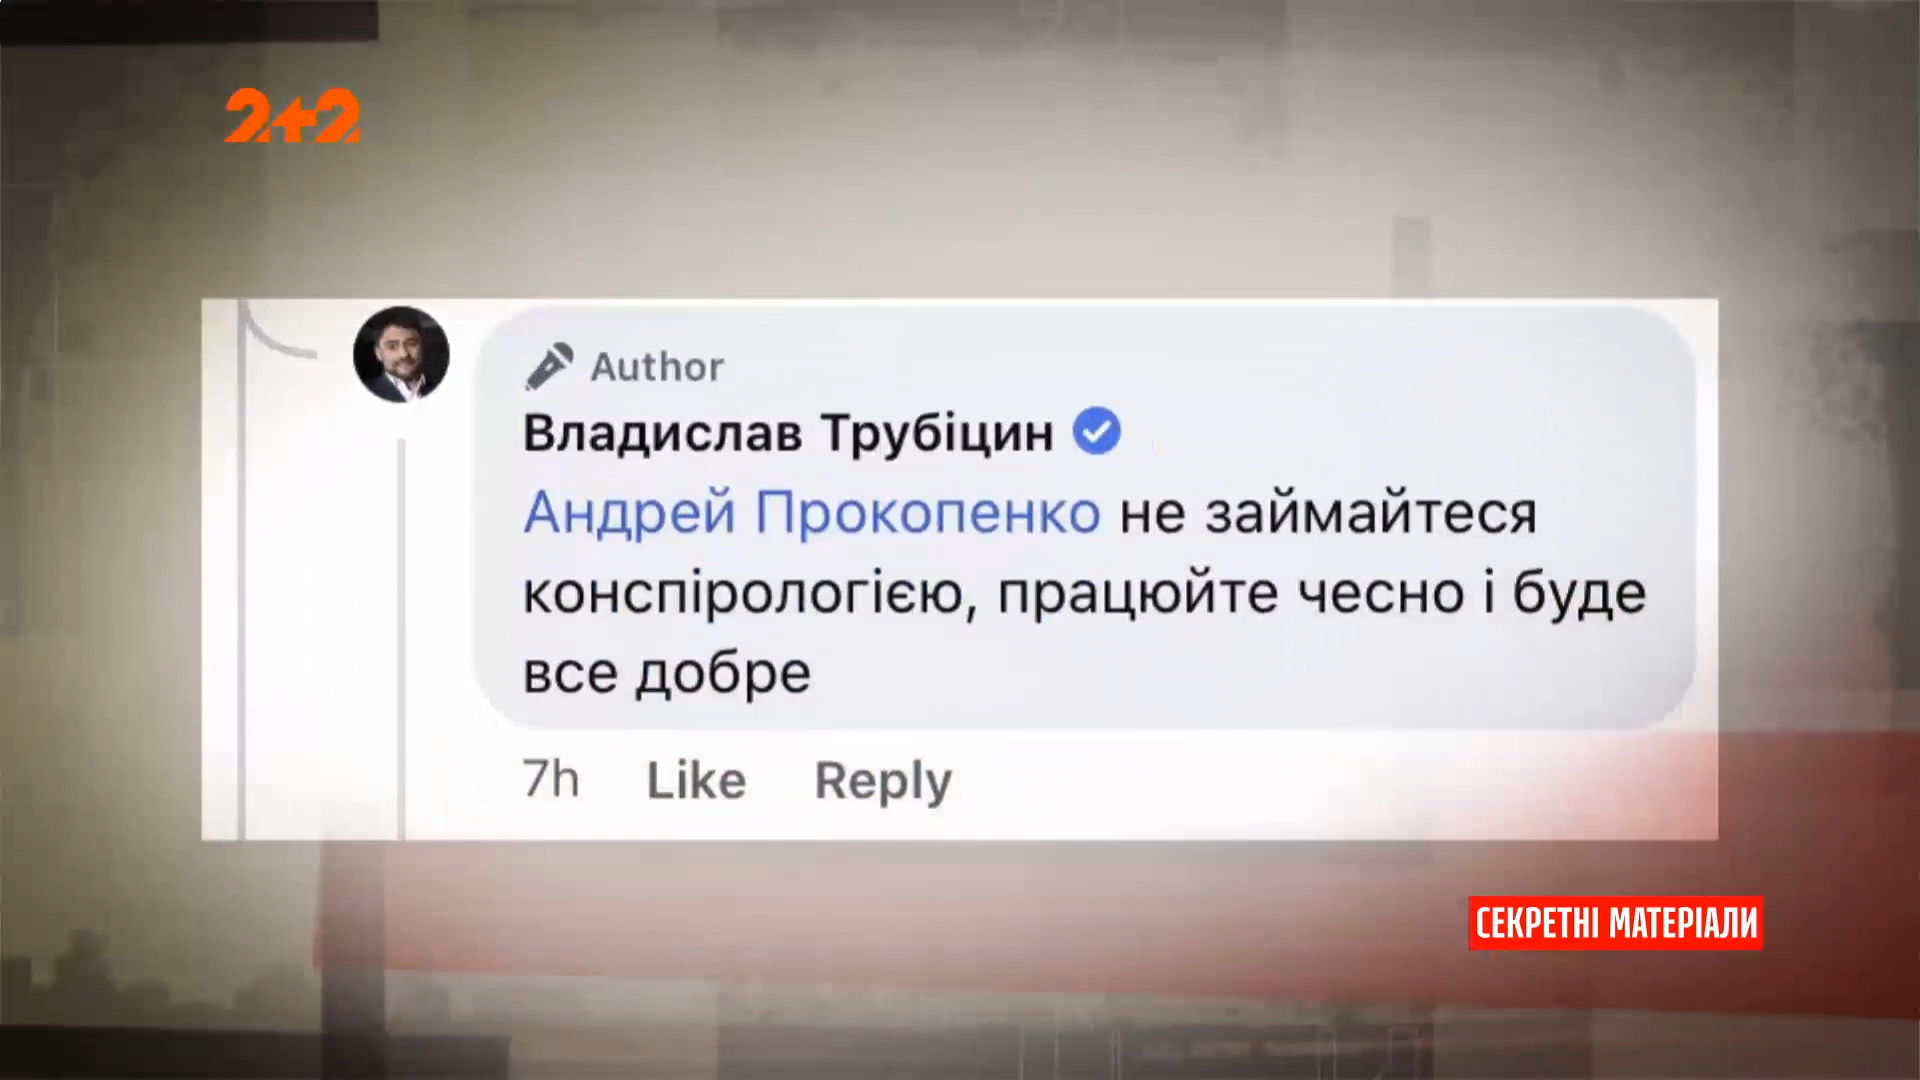 2+2
Author
Владислав Трубіцин
Андрей Прокопенко не займайтеся
конспірологією, працюйте чесно і буде
все добре
7h Like Reply
СЕКРЕТНІ МАТЕРІАЛИ